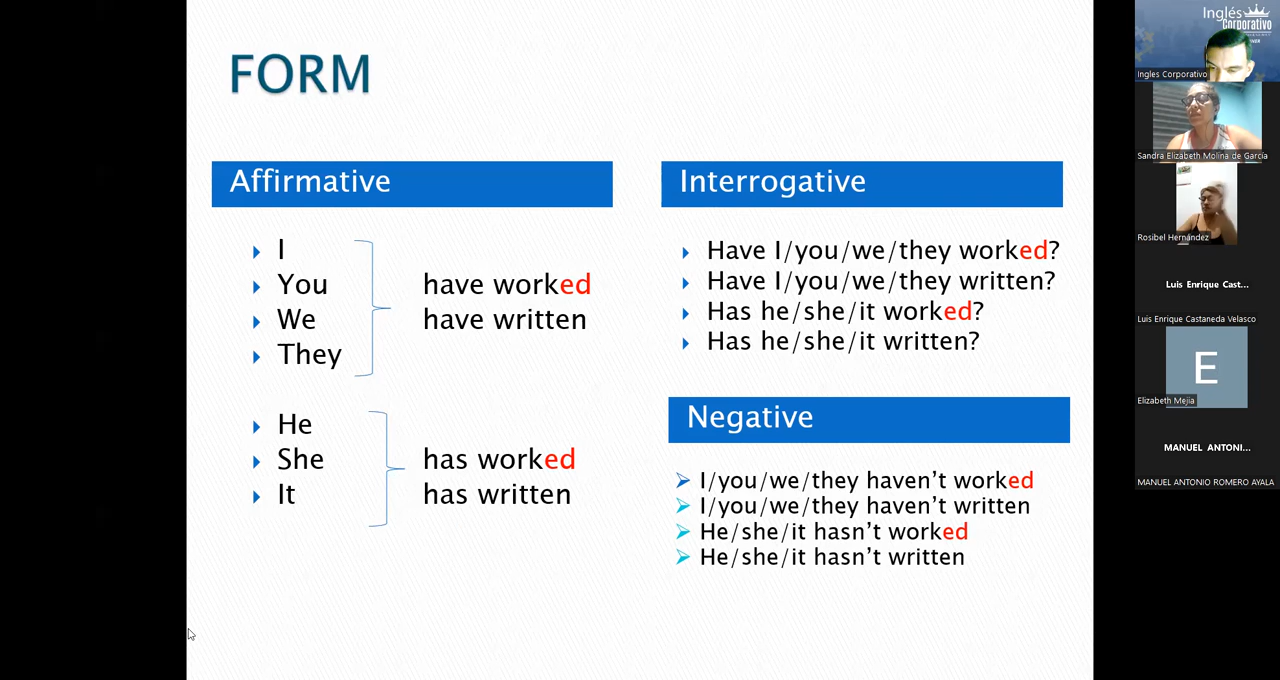 FORM
Affirmative
I
You
We
They
have worked
have written
He
She
It
has worked
has written
Interrogative
Have I/you/we/they worked?
Have I/you/we/they written?
Has he/she/it worked?
Has he/she/it written?
Negative
I/you/we/they haven't worked
I/you/we/they haven't written
He/she/it hasn't worked
He/she/it hasn't written
Inglés
Corporativo
Ingles Corporativo
Sandra Elizabeth Molina de García
Rosibel Hernández
Luis Enrique Cast...
Luis Enrique Castaneda Velasco
E
Elizabeth Mejia
MANUEL ANTONI...
MANUEL ANTONIO ROMERO AYALA